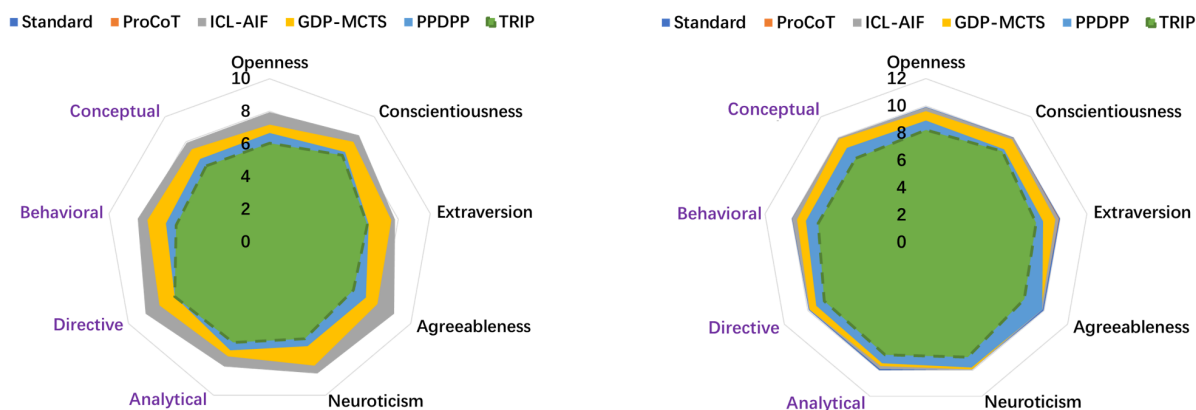 Standard ProCoT ICL-AIF GDP-MCTS PPDPP TRIP
Openness
10
Conceptual
Conscientiousness
8
6
4
Behavioral
Extraversion
2
0
Directive
Agreeableness
Analytical
Neuroticism
Standard ProCoT ICL-AIF GDP-MCTS PPDPP TRIP
Openness
12
Conceptual
Conscientiousness
10
8
6
4
Behavioral
Extraversion
2
0
Directive
Agreeableness
Analytical
Neuroticism